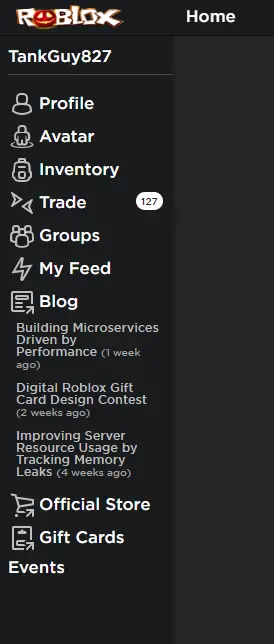 ROBLOX
Home
TankGuy827
Profile
Avatar
Inventory
Trade 127
Groups
My Feed
Blog
Building Microservices
Driven by
Performance (1 week
ago)
Digital Roblox Gift
Card Design Contest
(2 weeks ago)
Improving Server
Resource Usage by
Tracking Memory
Leaks (4 weeks ago)
Official Store
Gift Cards
Events